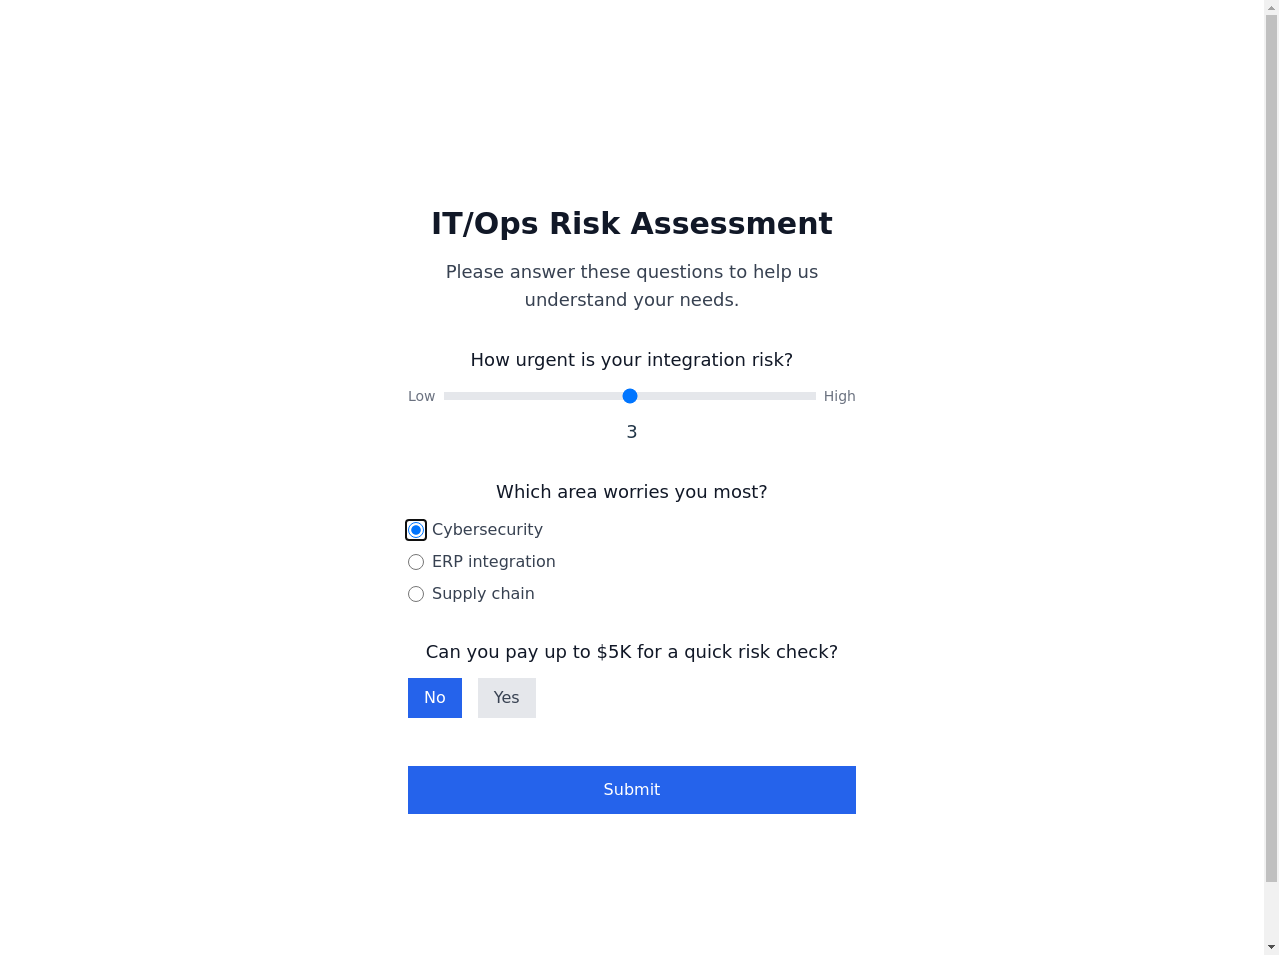 IT/Ops Risk Assessment
Please answer these questions to help us
understand your needs.
How urgent is your integration risk?
Low High
3
Which area worries you most?
Cybersecurity
ERP integration
Supply chain
Can you pay up to $5K for a quick risk check?
No Yes
Submit